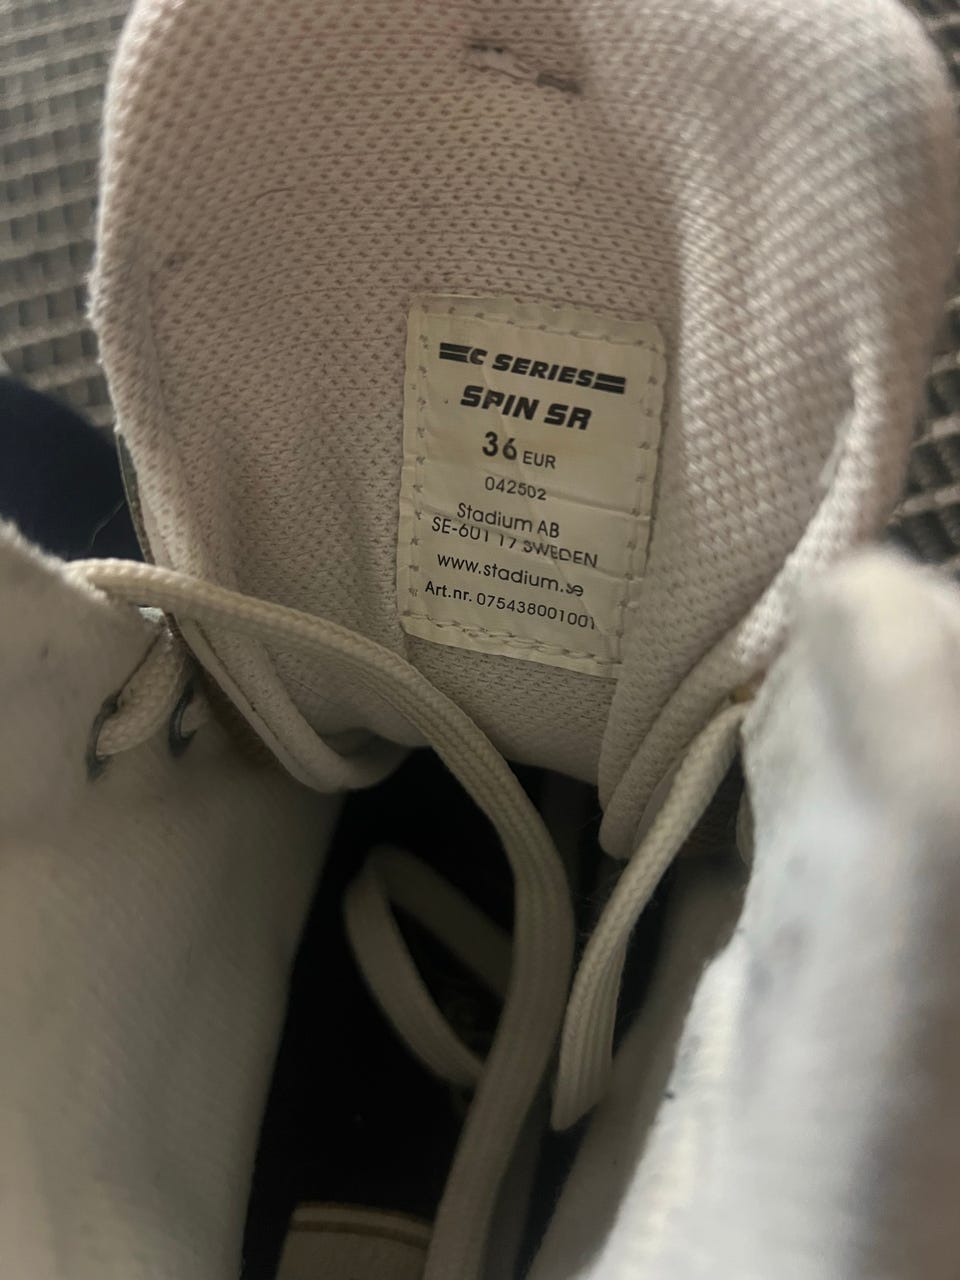 C SERIES
SPIN SR
36 EUR
042502
Stadium AB
SE-601 17 SWEDEN
www.stadium.se
Art.nr. 075438001001